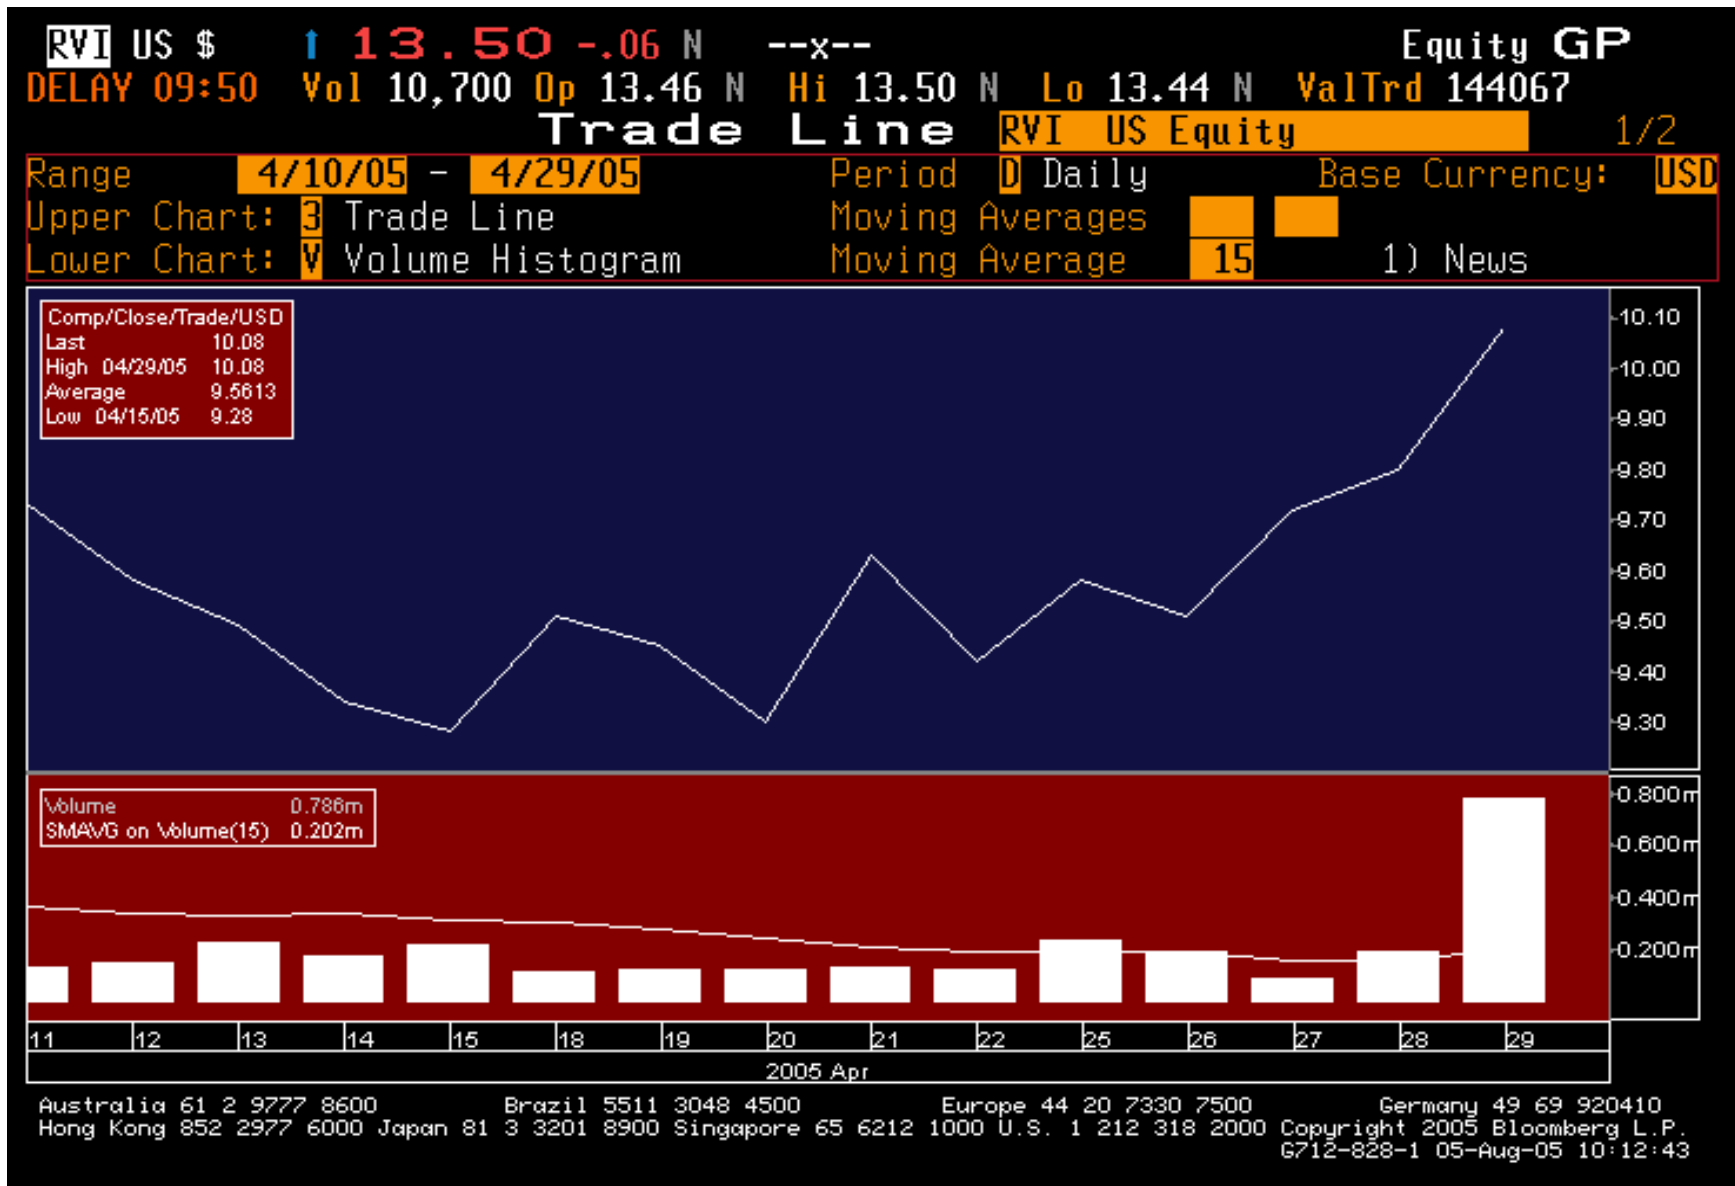 RVI US $ ↑ 13.50 -.06 N --x-- Equity GP
DELAY 09:50 Vol 10,700 Op 13.46 N Hi 13.50 N Lo 13.44 N ValTrd 144067
Trade Line RVI US Equity 1/2
Range 4/10/05 - 4/29/05 Period D Daily Base Currency: USD
Upper Chart: 3 Trade Line Moving Averages
Lower Chart: V Volume Histogram Moving Average 15 1) News
Comp/Close/Trade/USD
Last 10.08
High 04/29/05 10.08
Average 9.5613
Low 04/15/05 9.28
10.10
10.00
9.90
9.80
9.70
9.60
9.50
9.40
9.30
Volume 0.786m
SMAVG on Volume(15) 0.202m
0.800m
0.600m
0.400m
0.200m
11 12 13 14 15 18 19 20 21 22 25 26 27 28 29
2005 Apr
Australia 61 2 9777 8600 Brazil 5511 3048 4500 Europe 44 20 7330 7500 Germany 49 69 920410
Hong Kong 852 2977 6000 Japan 81 3 3201 8900 Singapore 65 6212 1000 U.S. 1 212 318 2000 Copyright 2005 Bloomberg L.P.
G712-828-1 05-Aug-05 10:12:43